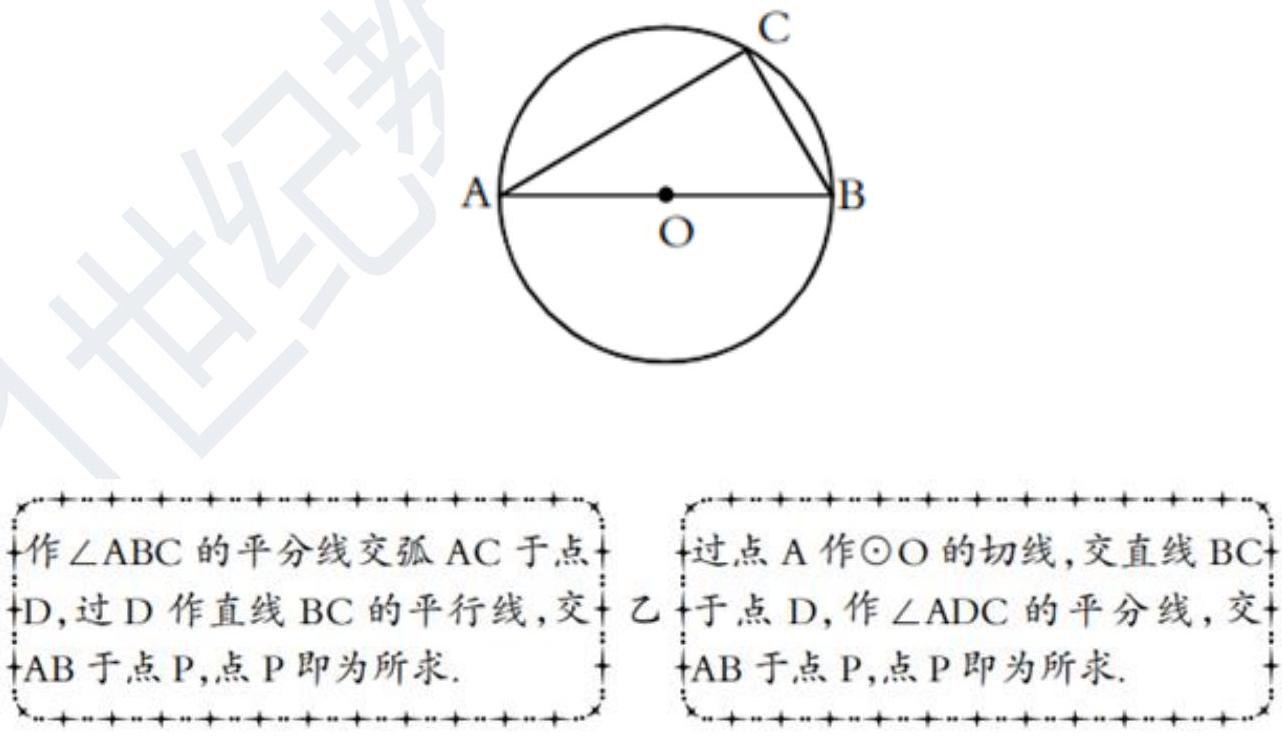 C
A
B
O
作∠ABC 的平分线交弧 AC 于点
D,过 D 作直线 BC 的平行线,交
AB 于点 P,点 P 即为所求.
乙
过点 A 作⊙O 的切线,交直线 BC
于点 D,作∠ADC 的平分线,交
AB 于点 P,点 P 即为所求.
世纪教